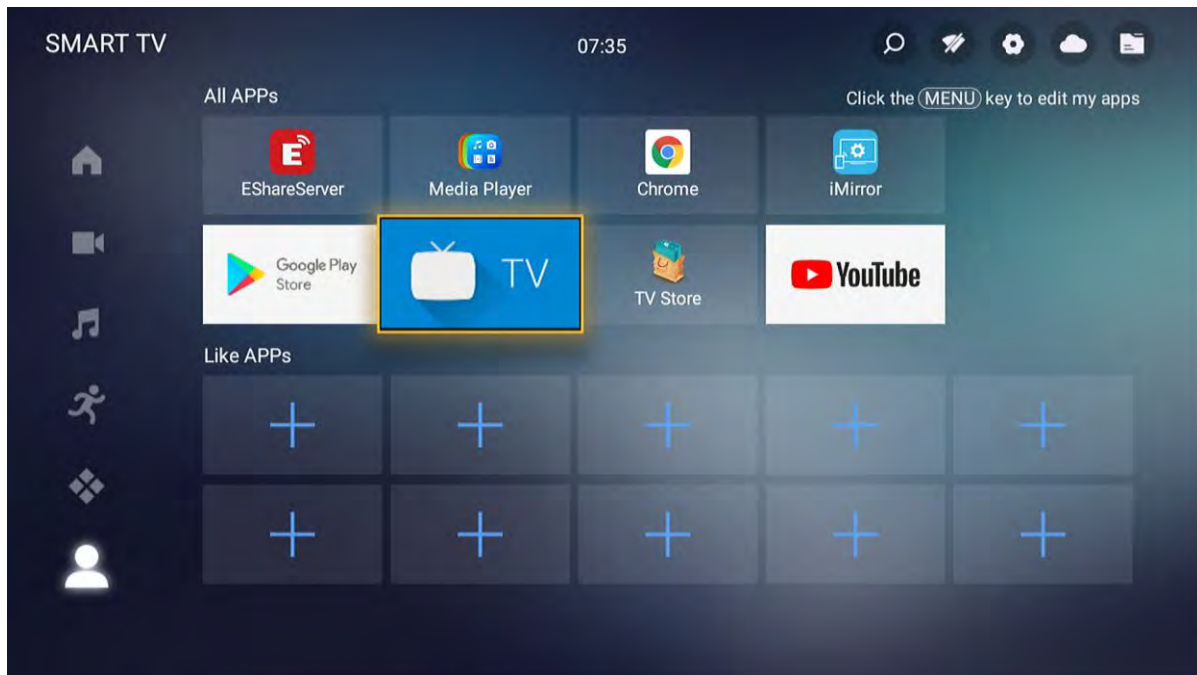 SMART TV
07:35
All APPs
Click the MENU key to edit my apps
E
EShareServer
Media Player
Chrome
iMirror
Google Play
Store
TV
TV Store
YouTube
Like APPs